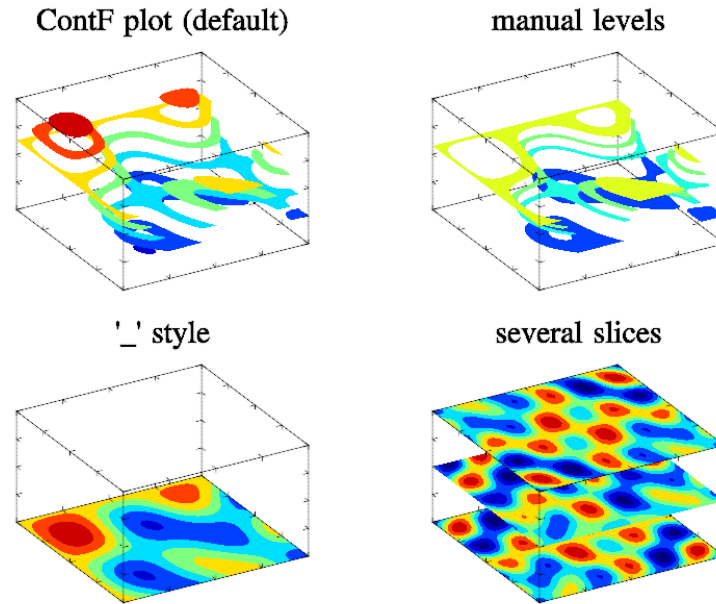 ContF plot (default)
manual levels
'_' style
several slices